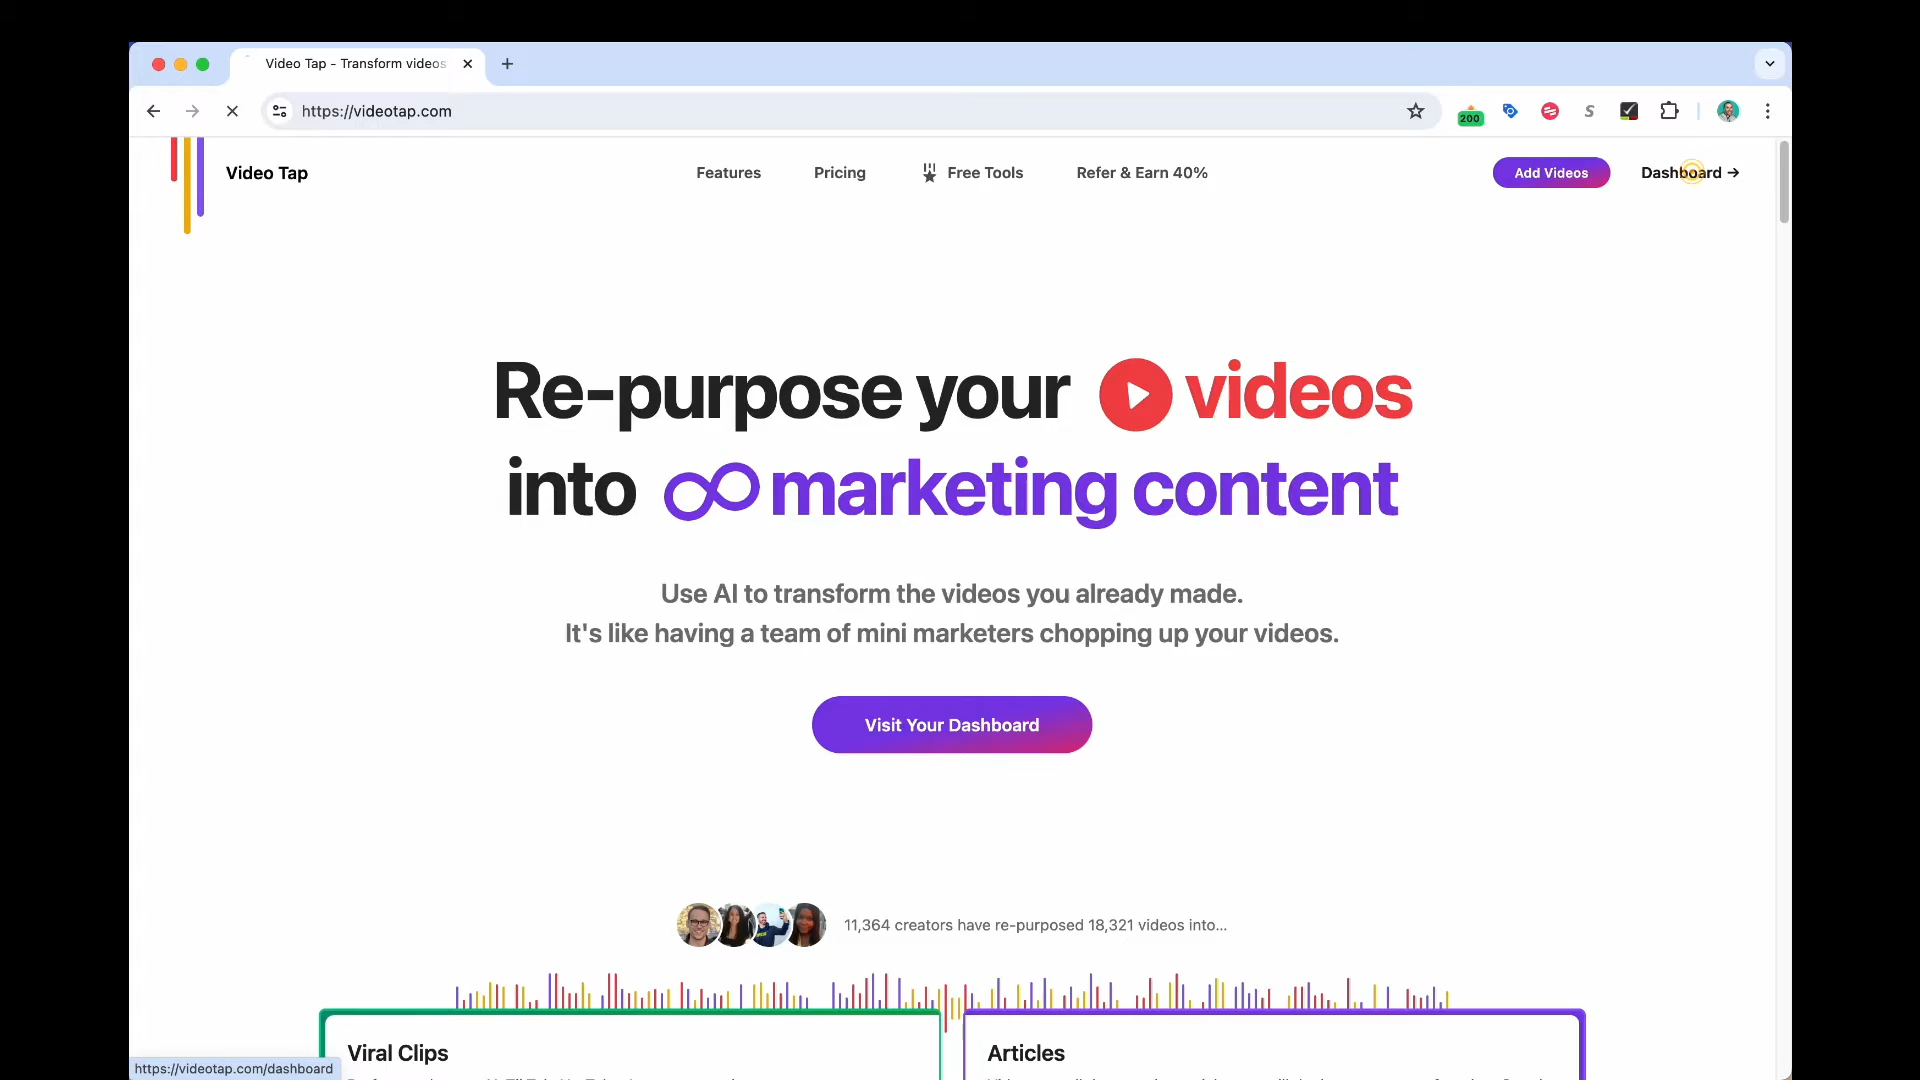 Video Tap - Transform videos
https://videotap.com
200
S
Video Tap
Features
Pricing
Free Tools
Refer & Earn 40%
Add Videos
Dashboard →
Re-purpose your videos
into marketing content
Use AI to transform the videos you already made.
It's like having a team of mini marketers chopping up your videos.
Visit Your Dashboard
11,364 creators have re-purposed 18,321 videos into...
Viral Clips
Articles
https://videotap.com/dashboard